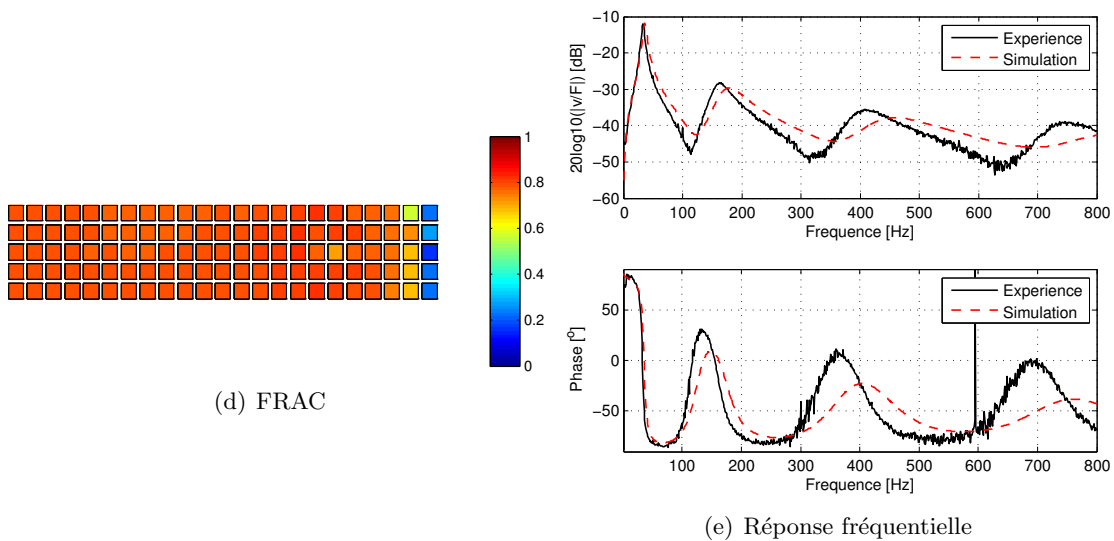 1
0.8
0.6
0.4
0.2
0
(d) FRAC
−10
−20
−30
−40
−50
−60
20log10(|v/F|) [dB]
Experience
Simulation
0 100 200 300 400 500 600 700 800
Frequence [Hz]
50
0
−50
Phase [°]
Experience
Simulation
100 200 300 400 500 600 700 800
Frequence [Hz]
(e) Réponse fréquentielle